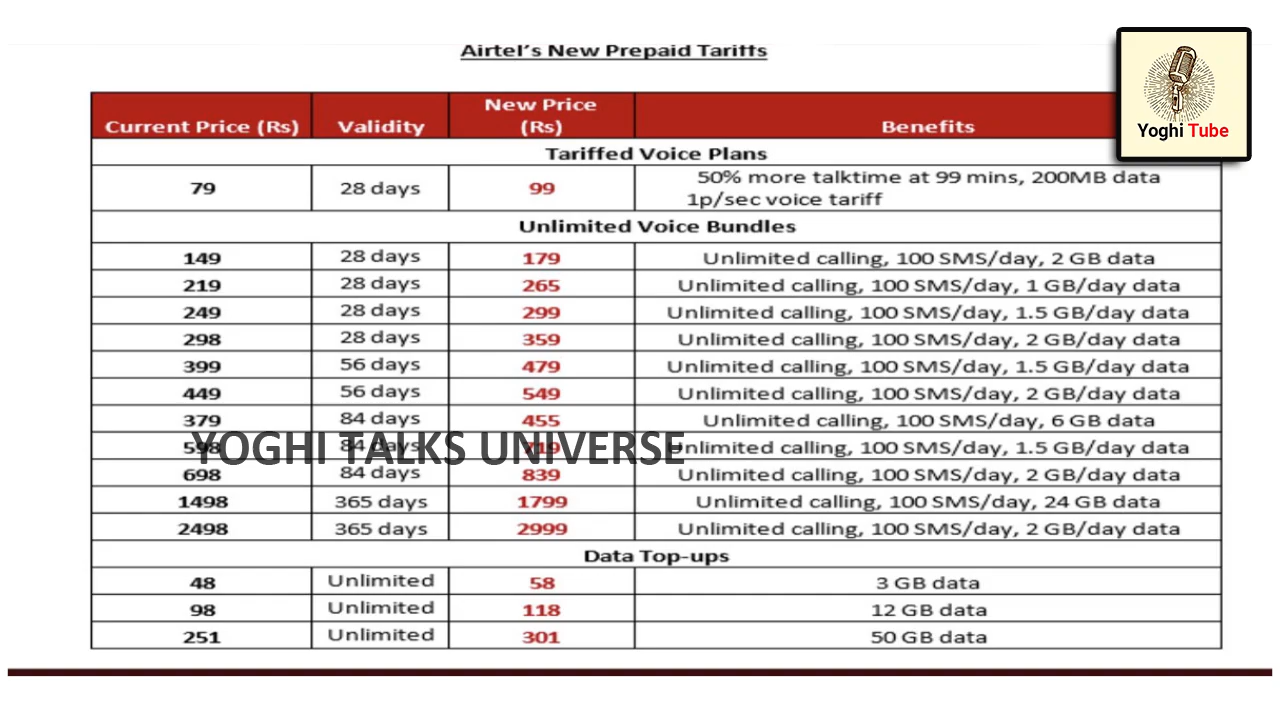 Airtel's New Prepaid Tariffs
Yoghi Tube
Current Price (Rs) Validity New Price (Rs) Benefits
Tariffed Voice Plans
79 28 days 99 50% more talktime at 99 mins, 200MB data
1p/sec voice tariff
Unlimited Voice Bundles
149 28 days 179 Unlimited calling, 100 SMS/day, 2 GB data
219 28 days 265 Unlimited calling, 100 SMS/day, 1 GB/day data
249 28 days 299 Unlimited calling, 100 SMS/day, 1.5 GB/day data
298 28 days 359 Unlimited calling, 100 SMS/day, 2 GB/day data
399 56 days 479 Unlimited calling, 100 SMS/day, 1.5 GB/day data
449 56 days 549 Unlimited calling, 100 SMS/day, 2 GB/day data
379 84 days 455 Unlimited calling, 100 SMS/day, 6 GB data
598 84 days 719 Unlimited calling, 100 SMS/day, 1.5 GB/day data
YOGHI TALKS UNIVERSE
698 84 days 839 Unlimited calling, 100 SMS/day, 2 GB/day data
1498 365 days 1799 Unlimited calling, 100 SMS/day, 24 GB data
2498 365 days 2999 Unlimited calling, 100 SMS/day, 2 GB/day data
Data Top-ups
48 Unlimited 58 3 GB data
98 Unlimited 118 12 GB data
251 Unlimited 301 50 GB data